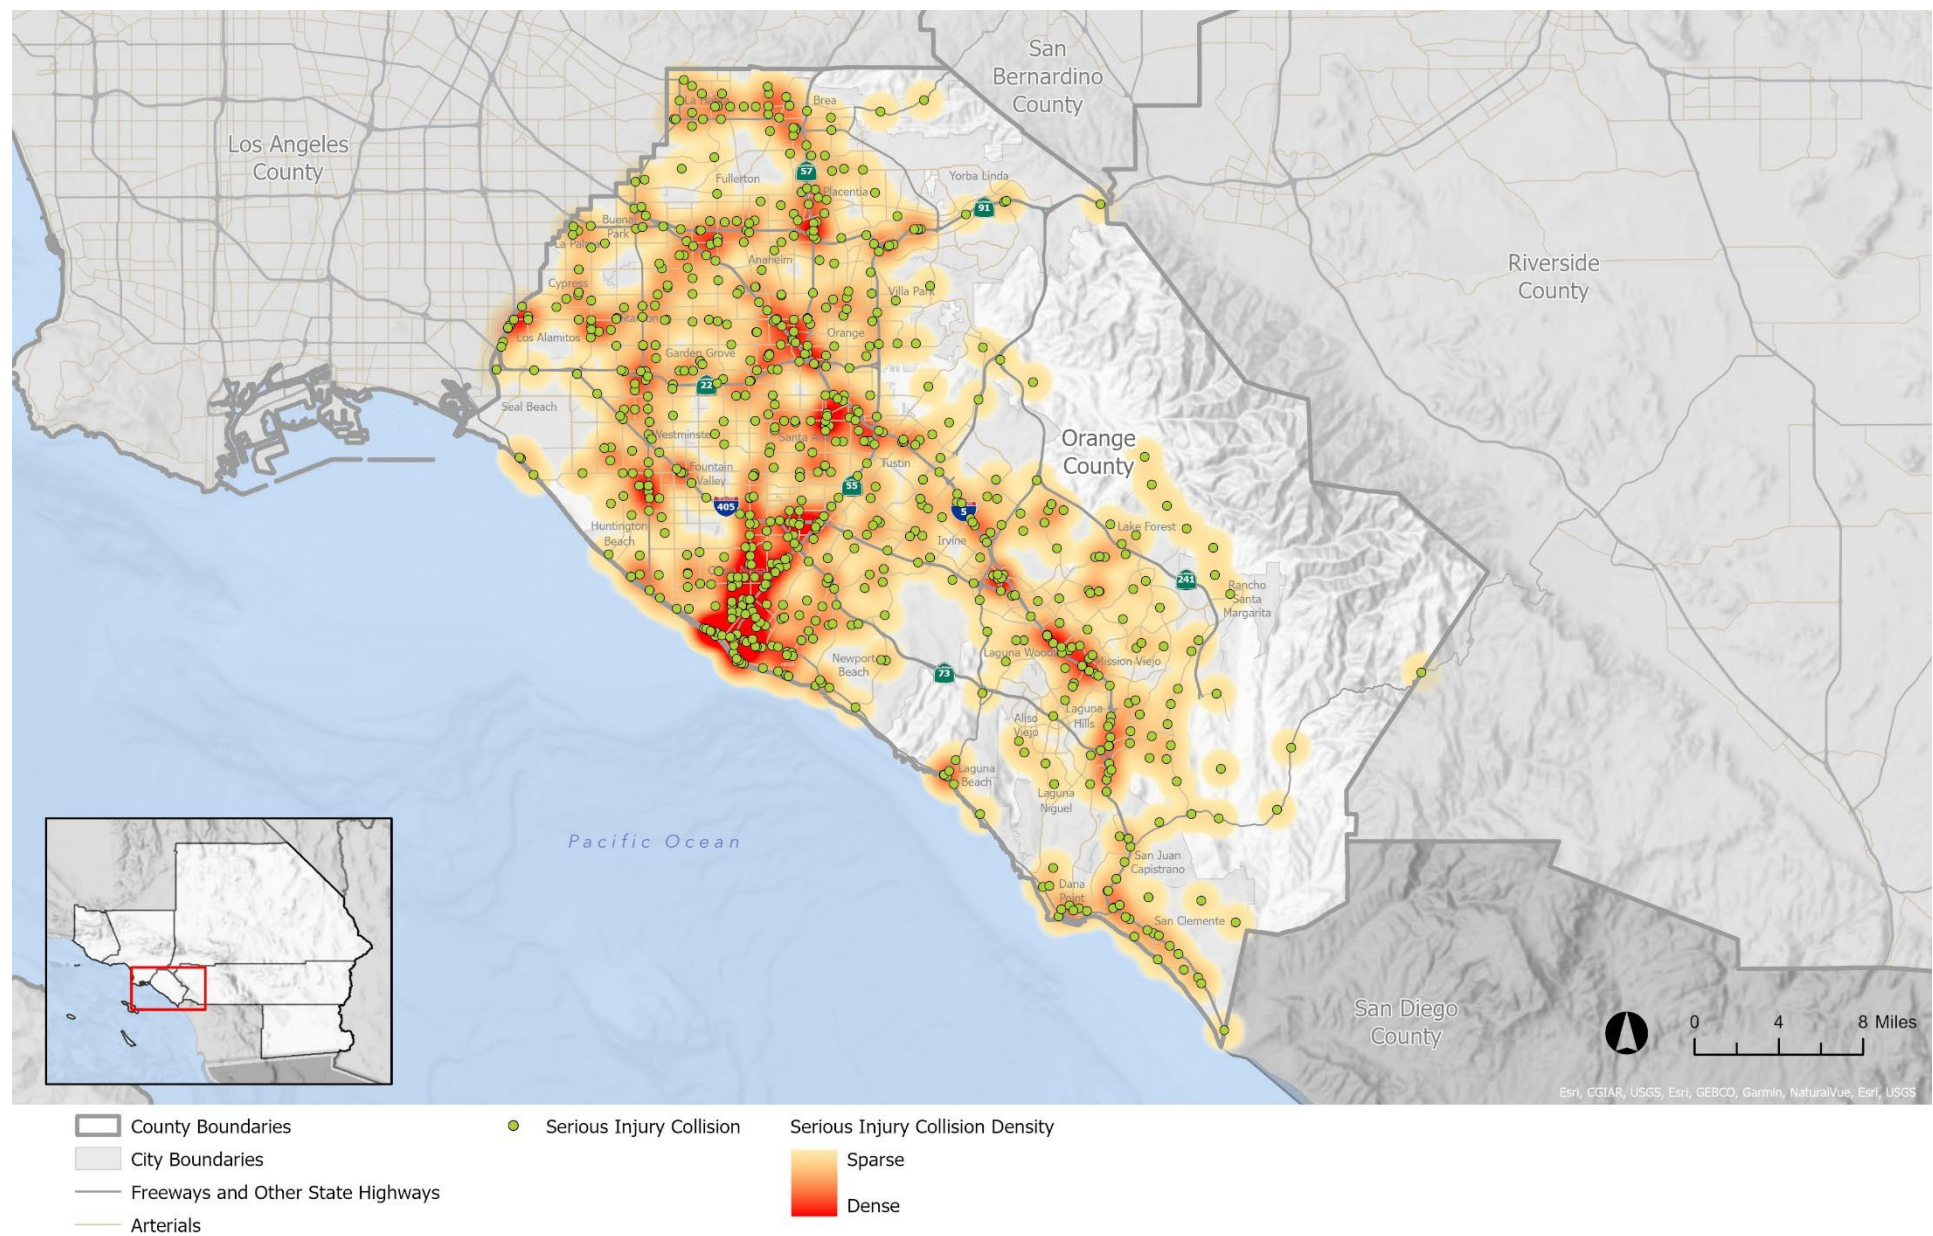 San
Bernardino
County
Los Angeles
County
La Habra
Brea
57
Fullerton
Placentia
Yorba Linda
91
Buena
Park
La Palma
Anaheim
Riverside
County
Cypress
Villa Park
Stanton
Los Alamitos
Orange
Garden Grove
22
Seal Beach
Westminster
Santa Ana
Orange
County
Tustin
Fountain
Valley
55
405
5
Huntington
Beach
Irvine
Lake Forest
241
Rancho
Santa
Margarita
Laguna Woods
Mission Viejo
Newport
Beach
73
Aliso
Viejo
Laguna
Hills
Laguna
Beach
Laguna
Niguel
Pacific Ocean
San Juan
Capistrano
Dana
Point
San Clemente
San Diego
County
0 4 8 Miles
Esri, CGIAR, USGS, Esri, GEBCO, Garmin, NaturalVue, Esri, USGS
County Boundaries
City Boundaries
Freeways and Other State Highways
Arterials
Serious Injury Collision
Serious Injury Collision Density
Sparse
Dense